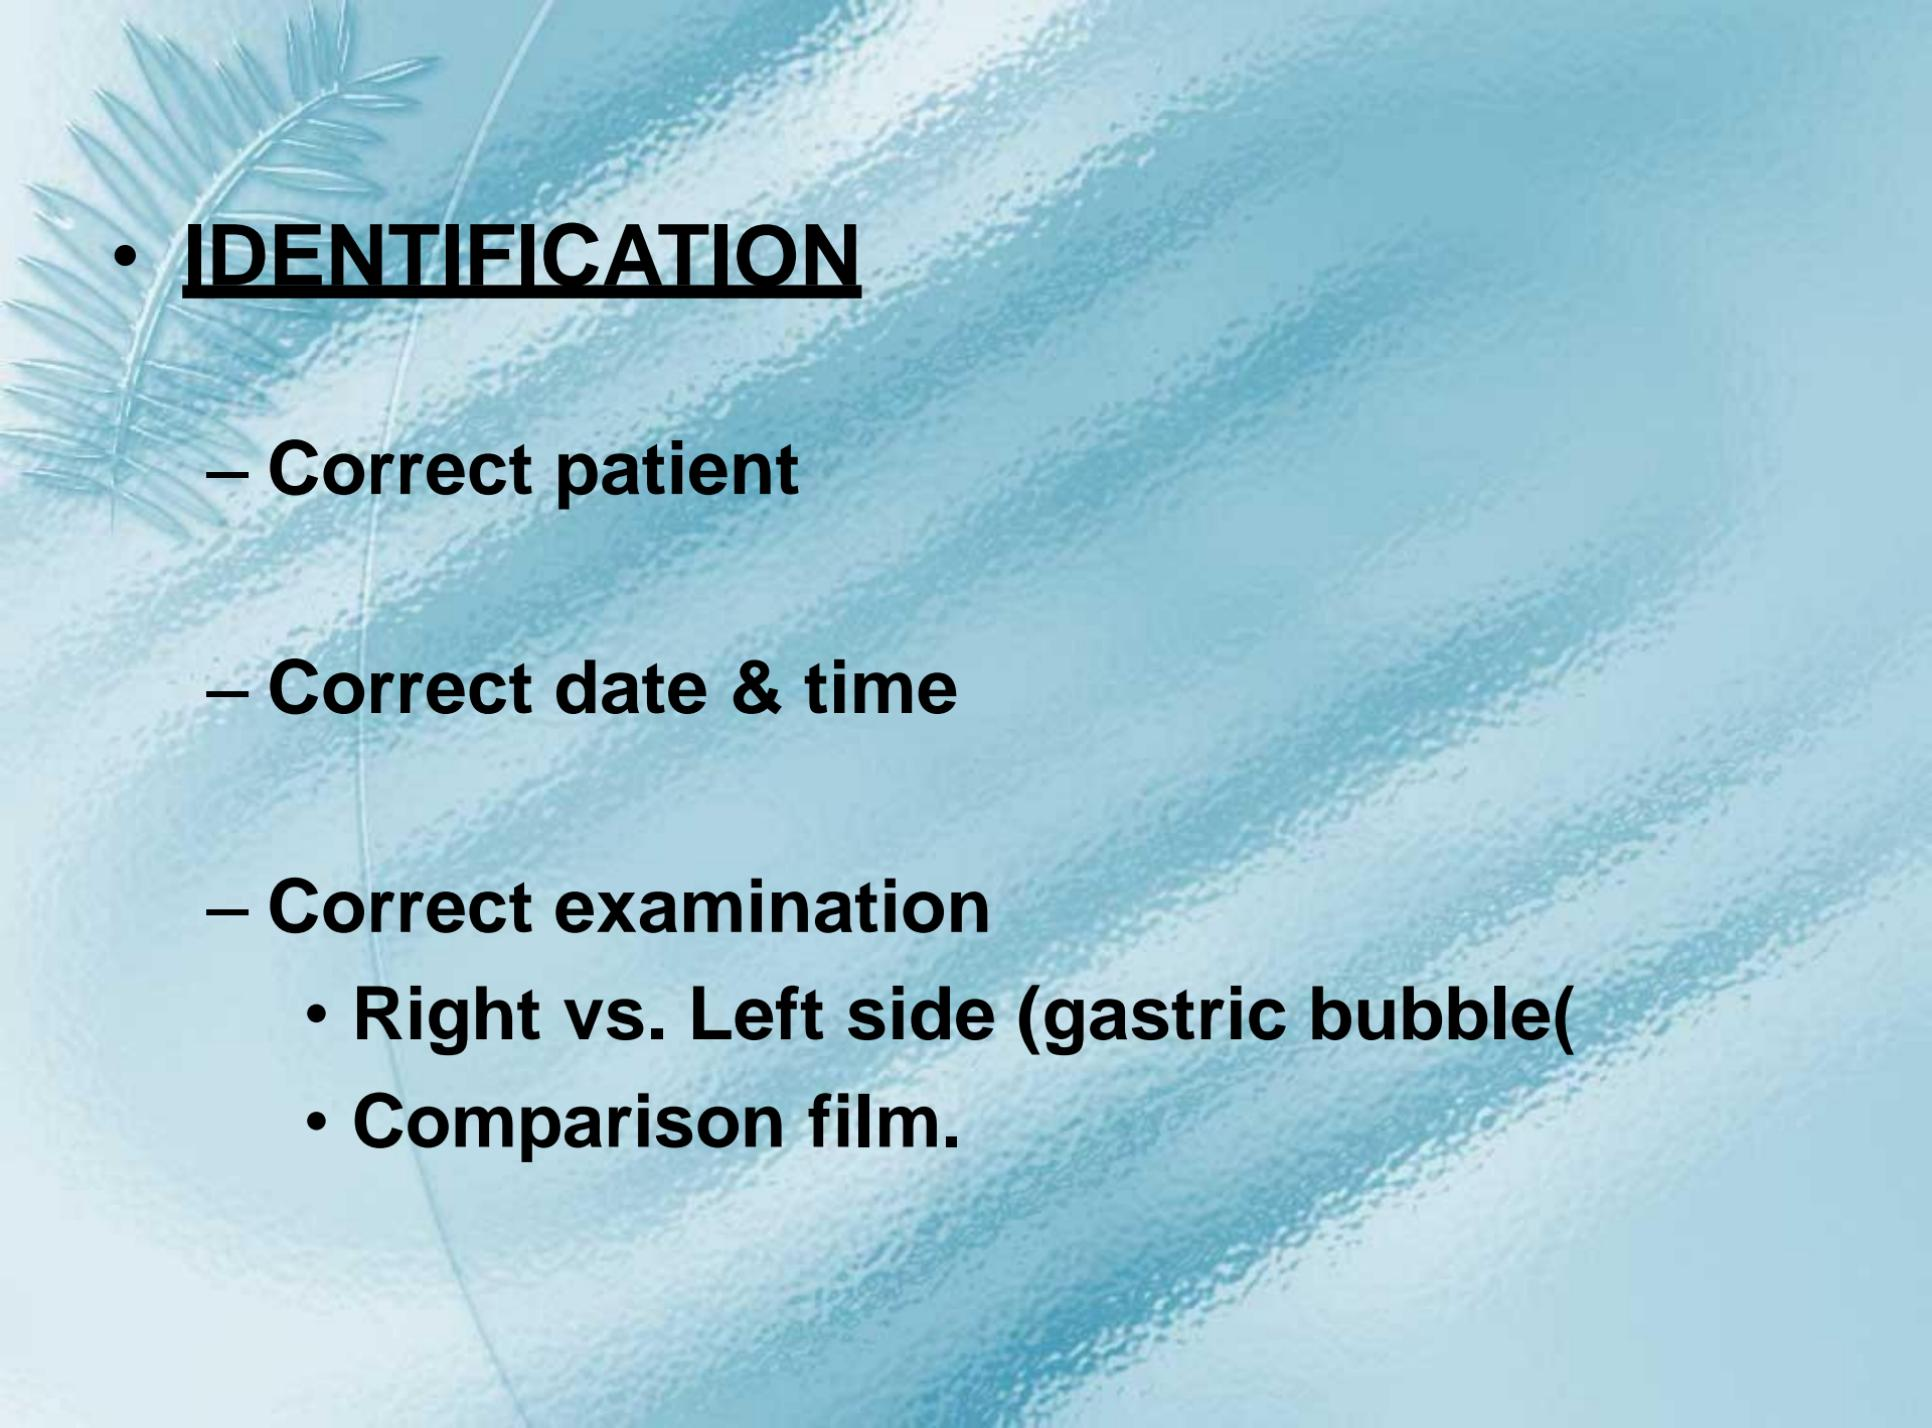 • IDENTIFICATION
– Correct patient
– Correct date & time
– Correct examination
• Right vs. Left side (gastric bubble(
• Comparison film.